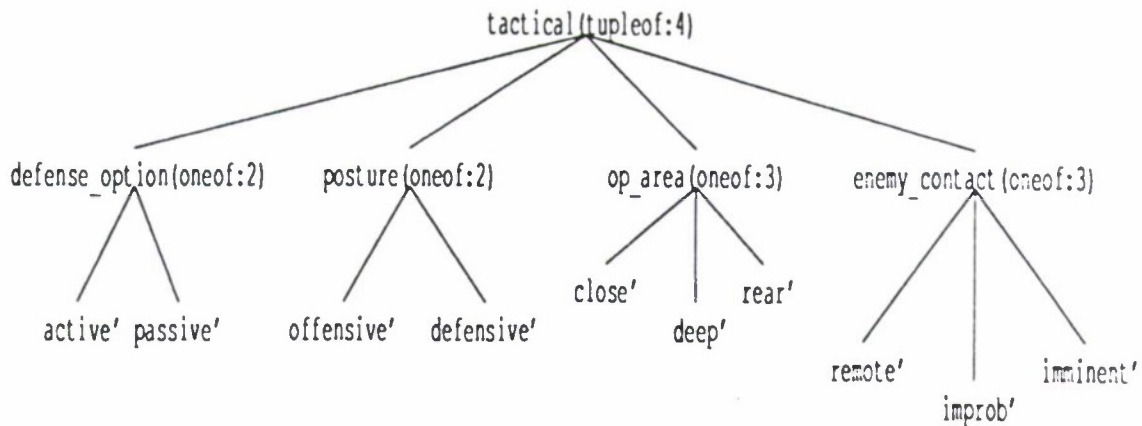 tactical(tupleof:4)
defense_option(oneof:2) posture(oneof:2) op_area(oneof:3) enemy_contact(oneof:3)
close' rear'
active' passive' offensive' defensive' deep'
remote' imminent'
improb'